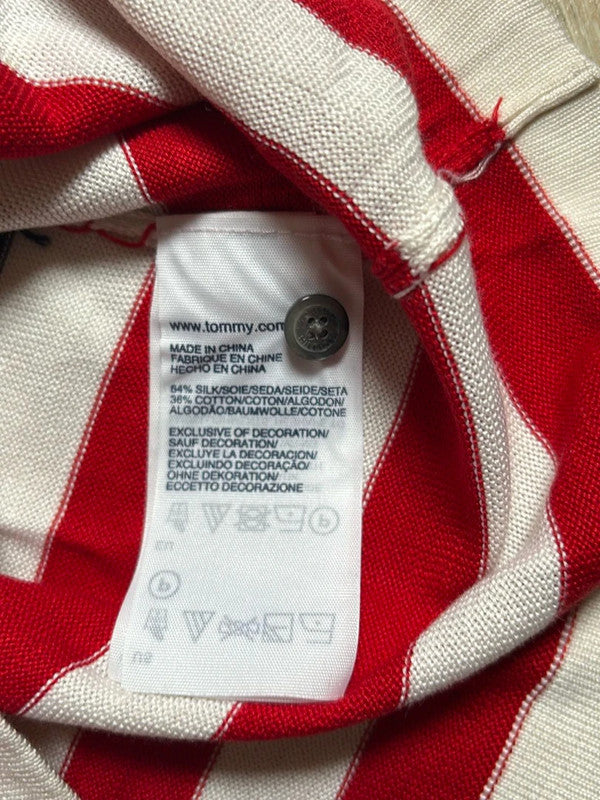 www.tommy.com
MADE IN CHINA
FABRIQUE EN CHINE
HECHO EN CHINA
64% SILK/SOIE/SEDA/SEIDE/SETA
36% COTTON/COTON/ALGODON/
ALGODÃO/BAUMWOLLE/COTONE
EXCLUSIVE OF DECORATION/
SAUF DECORATION/
EXCLUYE LA DECORACION/
EXCLUINDO DECORAÇÃO/
OHNE DEKORATION/
ECCETTO DECORAZIONE